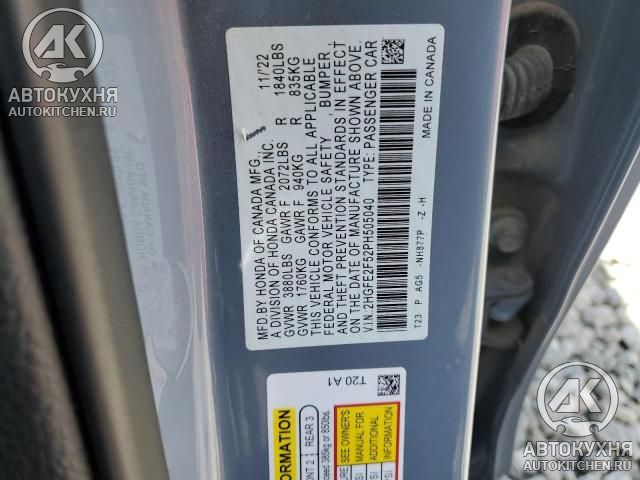 MFD.BY HONDA OF CANADA MFG., 11/22
A DIVISION OF HONDA CANADA INC.
GVWR 3880LBS GAWR F 2072LBS R 1840LBS
GVWR 1760KG GAWR F 940KG R 835KG
THIS VEHICLE CONFORMS TO ALL APPLICABLE
FEDERAL MOTOR VEHICLE SAFETY, BUMPER,
AND THEFT PREVENTION STANDARDS IN EFFECT
ON THE DATE OF MANUFACTURE SHOWN ABOVE.
V.I.N.:2HGFE2F52PH505040 TYPE:PASSENGER CAR
T23 P AG5 -NH877P -Z -H MADE IN CANADA
T20 A1
REAR 3
SEE OWNER'S
MANUAL FOR
ADDITIONAL
INFORMATION
AK
АВТОКУХНЯ
AUTOKITCHEN.RU
AK
АВТОКУХНЯ
AUTOKITCHEN.RU